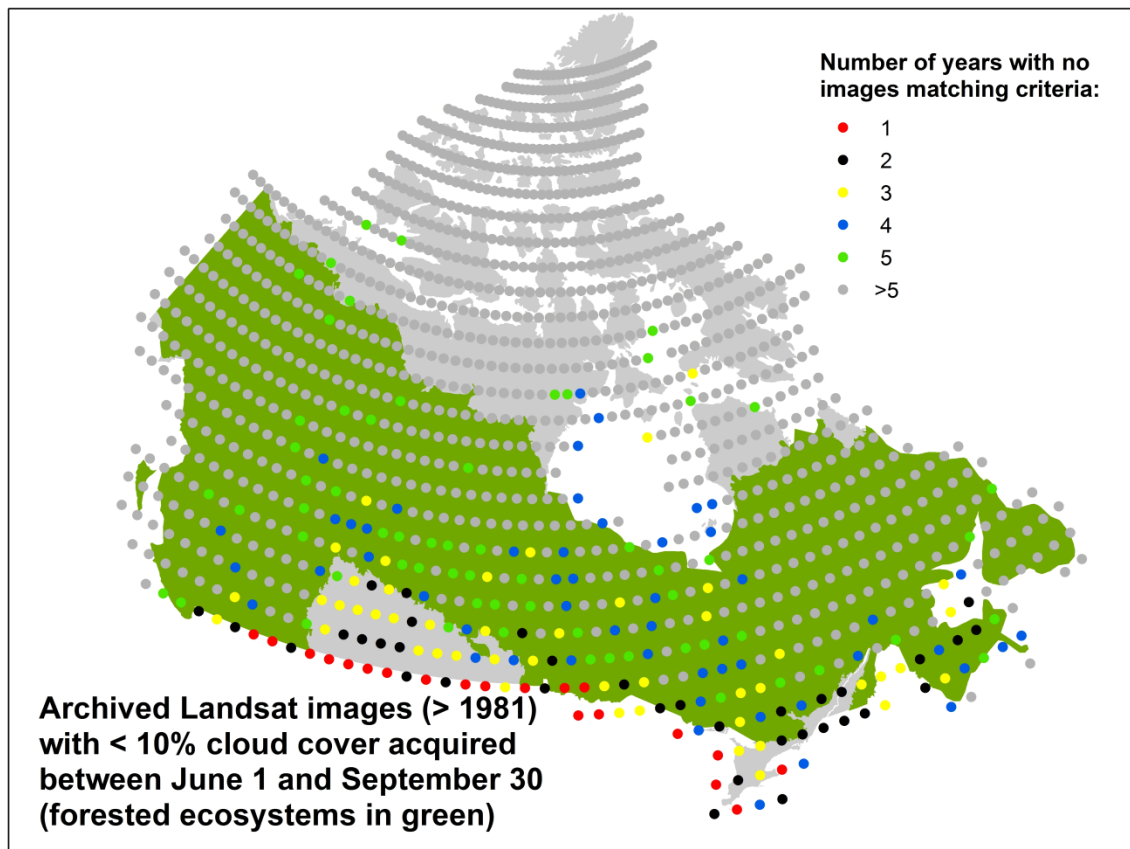 Number of years with no
images matching criteria:
1
2
3
4
5
>5
Archived Landsat images (> 1981)
with < 10% cloud cover acquired
between June 1 and September 30
(forested ecosystems in green)